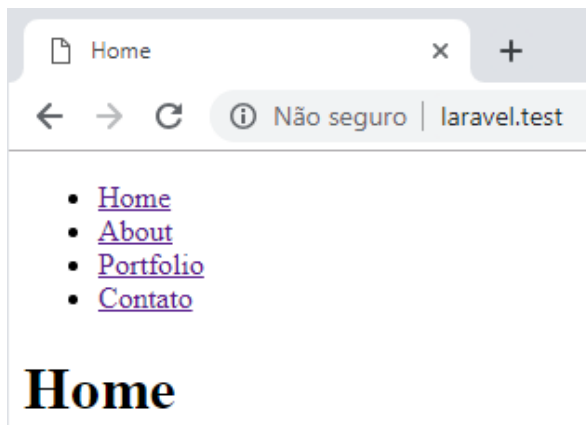 Home
Não seguro | laravel.test
Home
About
Portfolio
Contato
Home